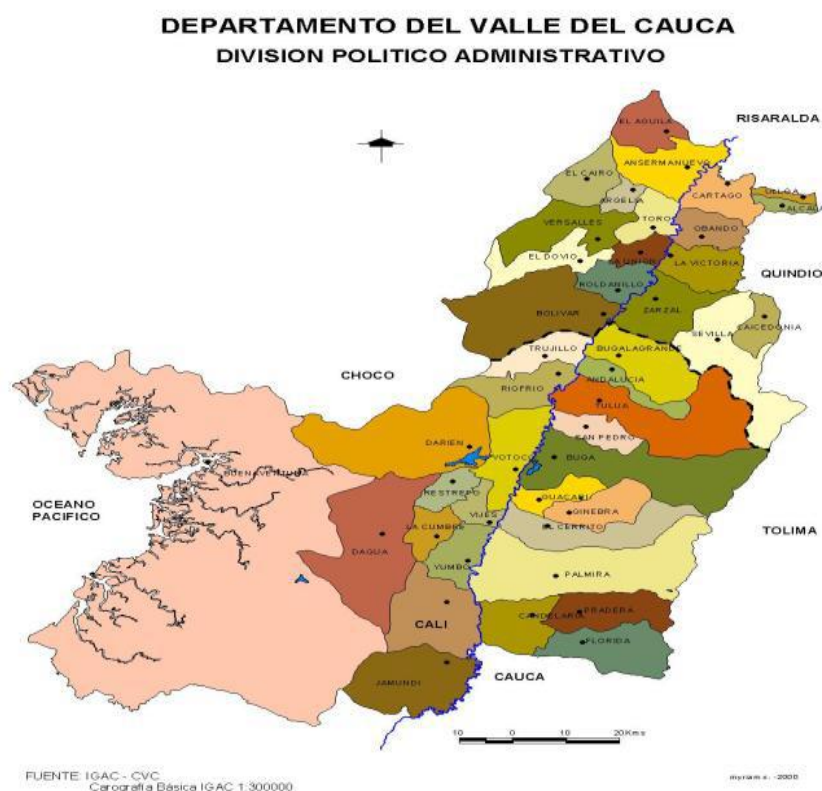 DEPARTAMENTO DEL VALLE DEL CAUCA
DIVISION POLITICO ADMINISTRATIVO
RISARALDA
EL AGUILA
ANSERMANUEVO
EL CAIRO
ARGELIA
CARTAGO
ULLOA
ALCALA
VERSALLES
TORO
OBANDO
EL DOVIO
LA UNION
LA VICTORIA
QUINDIO
ROLDANILLO
ZARZAL
BOLIVAR
SEVILLA
CAICEDONIA
TRUJILLO
BUGALAGRANDE
CHOCO
RIOFRIO
ANDALUCIA
TULUA
SAN PEDRO
DARIEN
YOTOCO
BUGA
BUENAVENTURA
RESTREPO
OCEANO
PACIFICO
GUACARI
GINEBRA
VIJES
LA CUMBRE
EL CERRITO
TOLIMA
DAGUA
YUMBO
PALMIRA
CANDELARIA
PRADERA
CALI
FLORIDA
CAUCA
JAMUNDI
10 0 10 20Kms
FUENTE: IGAC - CVC
Carografía Básica IGAC 1:300000